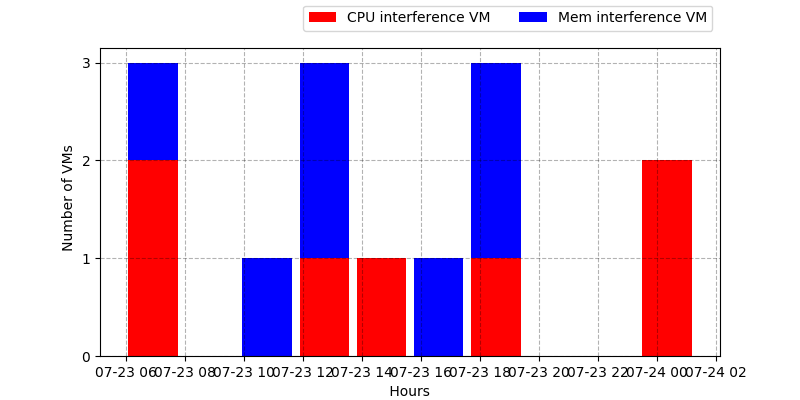 CPU interference VM Mem interference VM
3
2
1
0
Number of VMs
07-23 06 07-23 08 07-23 10 07-23 12 07-23 14 07-23 16 07-23 18 07-23 20 07-23 22 07-24 00 07-24 02
Hours